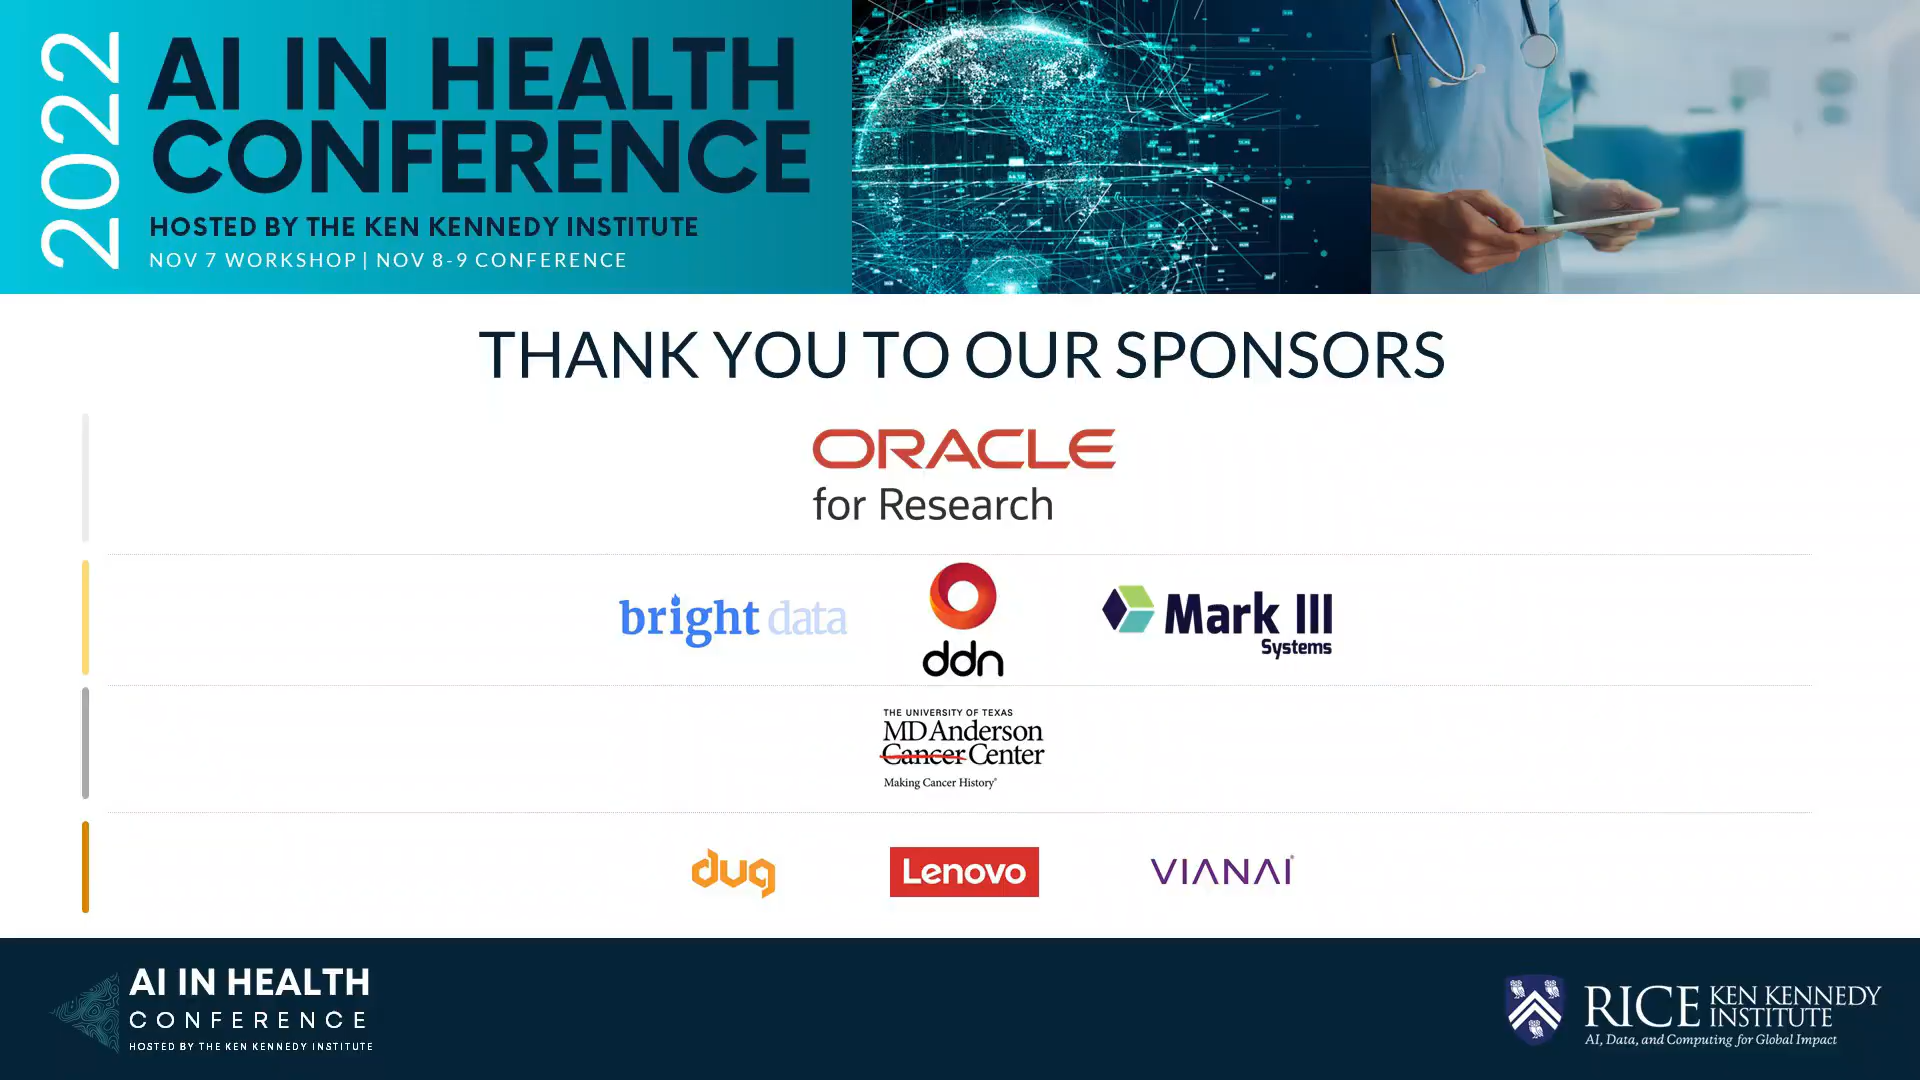 2022
AI IN HEALTH
CONFERENCE
HOSTED BY THE KEN KENNEDY INSTITUTE
NOV 7 WORKSHOP | NOV 8-9 CONFERENCE
THANK YOU TO OUR SPONSORS
ORACLE
for Research
bright data
ddn
Mark III
Systems
THE UNIVERSITY OF TEXAS
MD Anderson
Cancer Center
Making Cancer History®
dug
Lenovo
VIANAI
AI IN HEALTH
CONFERENCE
HOSTED BY THE KEN KENNEDY INSTITUTE
RICE KEN KENNEDY
INSTITUTE
AI, Data, and Computing for Global Impact